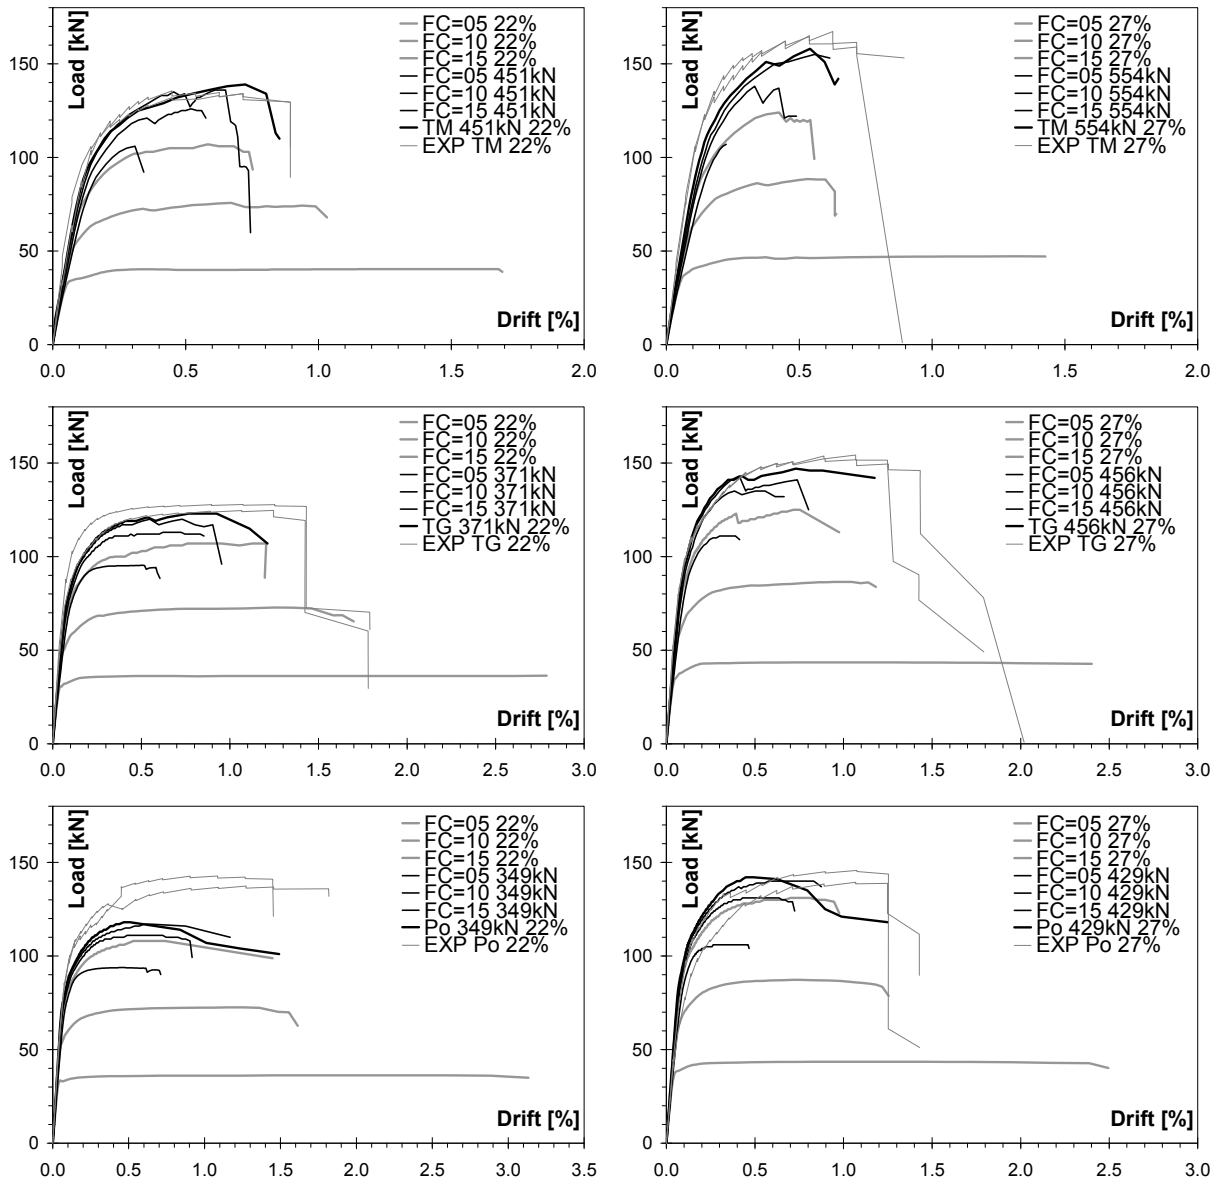 Load [kN]
FC=05 22%
FC=10 22%
FC=15 22%
FC=05 451kN
FC=10 451kN
FC=15 451kN
TM 451kN 22%
EXP TM 22%
150
100
50
0
Drift [%]
0.0 0.5 1.0 1.5 2.0
Load [kN]
FC=05 27%
FC=10 27%
FC=15 27%
FC=05 554kN
FC=10 554kN
FC=15 554kN
TM 554kN 27%
EXP TM 27%
150
100
50
0
Drift [%]
0.0 0.5 1.0 1.5 2.0
Load [kN]
FC=05 22%
FC=10 22%
FC=15 22%
FC=05 371kN
FC=10 371kN
FC=15 371kN
TG 371kN 22%
EXP TG 22%
150
100
50
0
Drift [%]
0.0 0.5 1.0 1.5 2.0 2.5 3.0
Load [kN]
FC=05 27%
FC=10 27%
FC=15 27%
FC=05 456kN
FC=10 456kN
FC=15 456kN
TG 456kN 27%
EXP TG 27%
150
100
50
0
Drift [%]
0.0 0.5 1.0 1.5 2.0 2.5 3.0
Load [kN]
FC=05 22%
FC=10 22%
FC=15 22%
FC=05 349kN
FC=10 349kN
FC=15 349kN
Po 349kN 22%
EXP Po 22%
150
100
50
0
Drift [%]
0.0 0.5 1.0 1.5 2.0 2.5 3.0 3.5
Load [kN]
FC=05 27%
FC=10 27%
FC=15 27%
FC=05 429kN
FC=10 429kN
FC=15 429kN
Po 429kN 27%
EXP Po 27%
150
100
50
0
Drift [%]
0.0 0.5 1.0 1.5 2.0 2.5 3.0